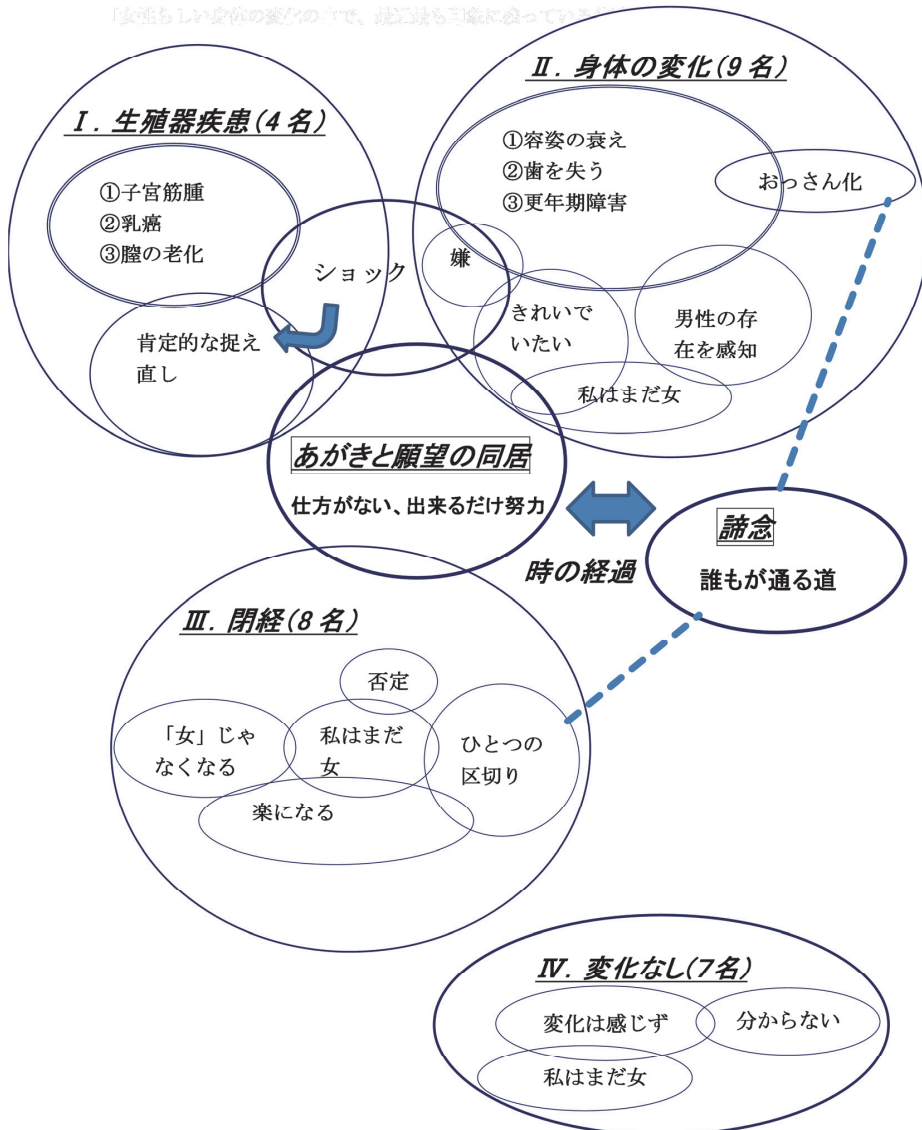 Ⅰ. 生殖器疾患(4名)
①子宮筋腫
②乳癌
③膣の老化
ショック
肯定的な捉え
直し
Ⅱ. 身体の変化(9名)
①容姿の衰え
②歯を失う
③更年期障害
おっさん化
嫌
きれいで
いたい
男性の存
在を感知
私はまだ女
あがきと願望の同居
仕方がない、出来るだけ努力
時の経過
諦念
誰もが通る道
Ⅲ. 閉経(8名)
否定
「女」じゃ
なくなる
私はまだ
女
ひとつの
区切り
楽になる
Ⅳ. 変化なし(7名)
変化は感じず
分からない
私はまだ女